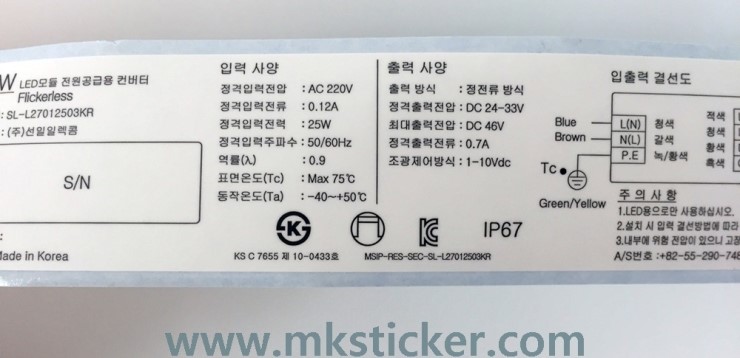 W LED모듈 전원공급용 컨버터
Flickerless
: SL-L27012503KR
: (주)선일일렉콤
S/N
:
Made in Korea
입력 사양
정격입력전압 : AC 220V
정격입력전류 : 0.12A
정격입력전력 : 25W
정격입력주파수 : 50/60Hz
역률(λ) : 0.9
표면온도(Tc) : Max 75℃
동작온도(Ta) : -40~+50℃
출력 사양
출력 방식 : 정전류 방식
정격출력전압 : DC 24-33V
최대출력전압 : DC 46V
정격출력전류 : 0.7A
조광제어방식 : 1-10Vdc
KS C 7655 제 10-0433호
MSIP-RES-SEC-SL-L27012503KR
IP67
입출력 결선도
Blue L(N) 청색 적색
Brown N(L) 갈색 청색
P.E 녹/황색 황색
흑색
Tc
Green/Yellow
주 의 사 항
1.LED용으로만 사용하십시오.
2.설치 시 입력 결선방법에 따라
3.내부에 위험 전압이 있으니
A/S번호 : +82-55-290-748
www.mksticker.com